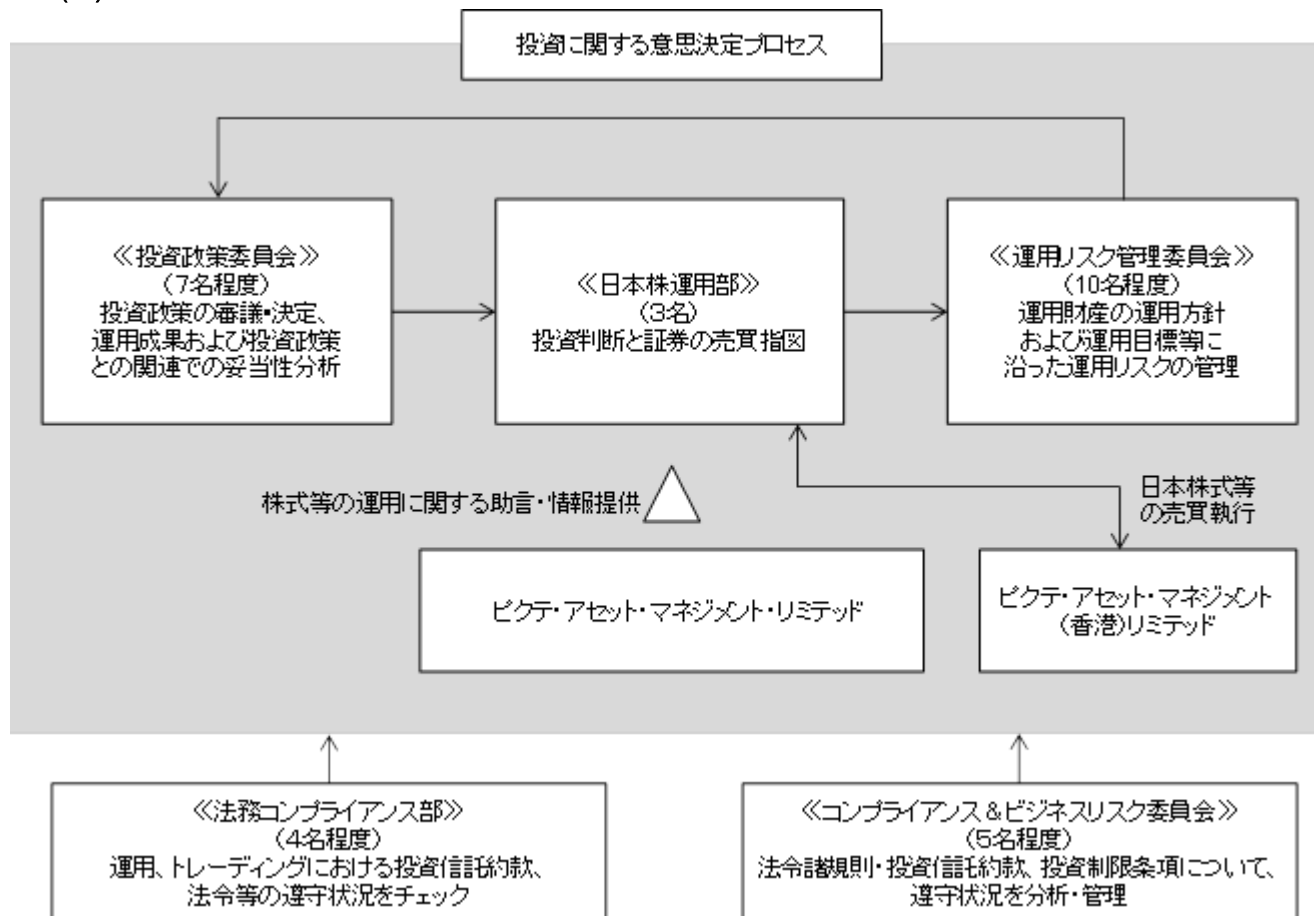 投資に関する意思決定プロセス
≪投資政策委員会≫
(7名程度)
投資政策の審議・決定、
運用成果および投資政策
との関連での妥当性分析
≪日本株運用部≫
(3名)
投資判断と証券の売買指図
≪運用リスク管理委員会≫
(10名程度)
運用財産の運用方針
および運用目標等に
沿った運用リスクの管理
株式等の運用に関する助言・情報提供
日本株式等
の売買執行
ピクテ・アセット・マネジメント・リミテッド
ピクテ・アセット・マネジメント
(香港)リミテッド
≪法務コンプライアンス部≫
(4名程度)
運用、トレーディングにおける投資信託約款、
法令等の遵守状況をチェック
≪コンプライアンス&ビジネスリスク委員会≫
(5名程度)
法令諸規則・投資信託約款、投資制限条項について、
遵守状況を分析・管理